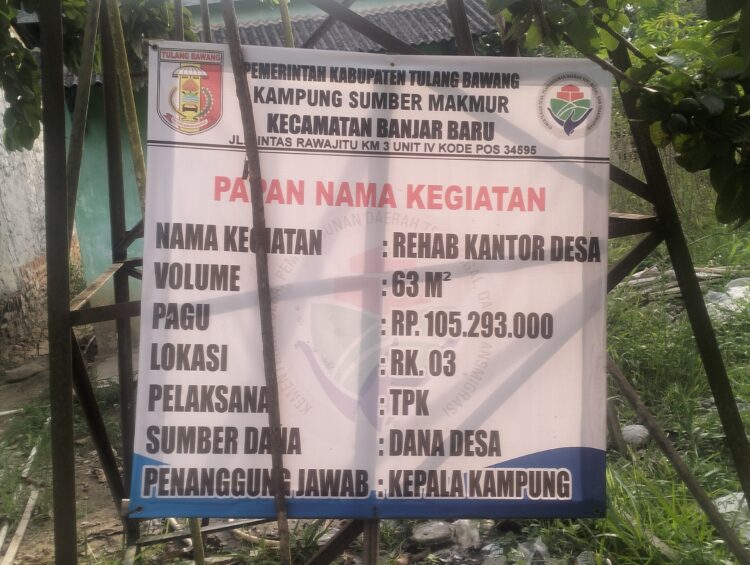 TULANG BAWANG
PEMERINTAH KABUPATEN TULANG BAWANG
KAMPUNG SUMBER MAKMUR
KECAMATAN BANJAR BARU
JL. LINTAS RAWAJITU KM 3 UNIT IV KODE POS 34595
PAPAN NAMA KEGIATAN
NAMA KEGIATAN : REHAB KANTOR DESA
VOLUME : 63 M²
PAGU : RP. 105.293.000
LOKASI : RK. 03
PELAKSANA : TPK
SUMBER DANA : DANA DESA
PENANGGUNG JAWAB : KEPALA KAMPUNG